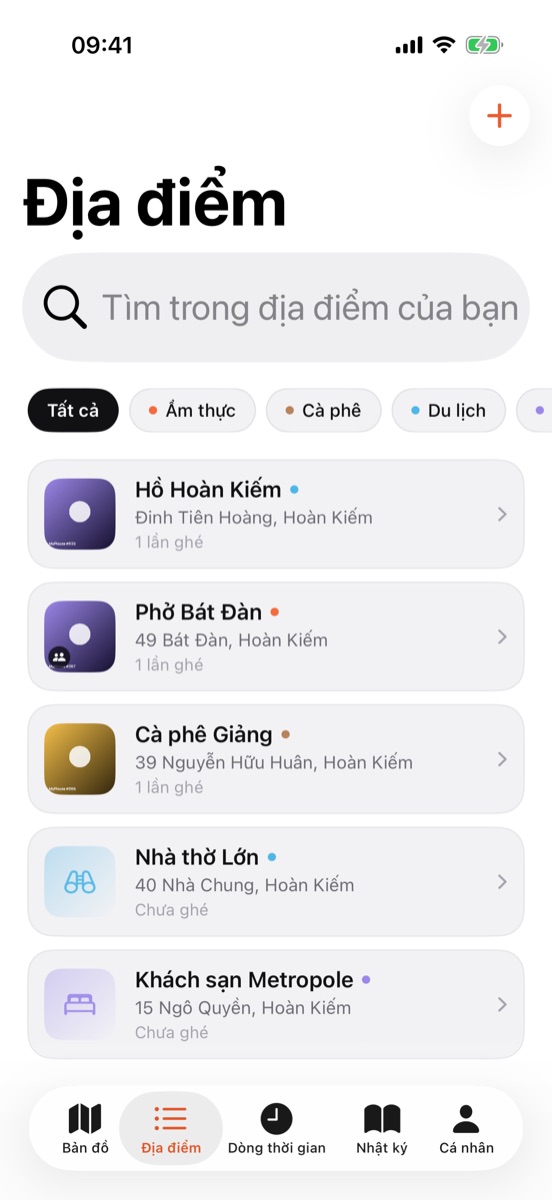 09:41
Địa điểm
Tìm trong địa điểm của bạn
Tất cả
Ẩm thực
Cà phê
Du lịch
Hồ Hoàn Kiếm
Đinh Tiên Hoàng, Hoàn Kiếm
1 lần ghé
Phở Bát Đàn
49 Bát Đàn, Hoàn Kiếm
1 lần ghé
Cà phê Giảng
39 Nguyễn Hữu Huân, Hoàn Kiếm
1 lần ghé
Nhà thờ Lớn
40 Nhà Chung, Hoàn Kiếm
Chưa ghé
Khách sạn Metropole
15 Ngô Quyền, Hoàn Kiếm
Chưa ghé
Bản đồ
Địa điểm
Dòng thời gian
Nhật ký
Cá nhân